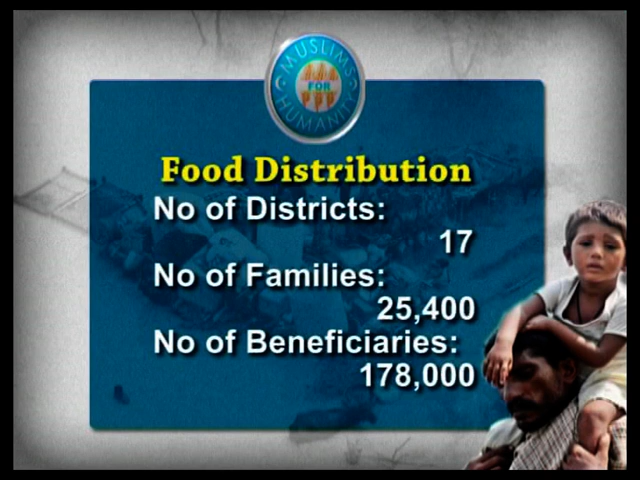 MUSLIMS
FOR
HUMANITY
Food Distribution
No of Districts:
17
No of Families:
25,400
No of Beneficiaries:
178,000